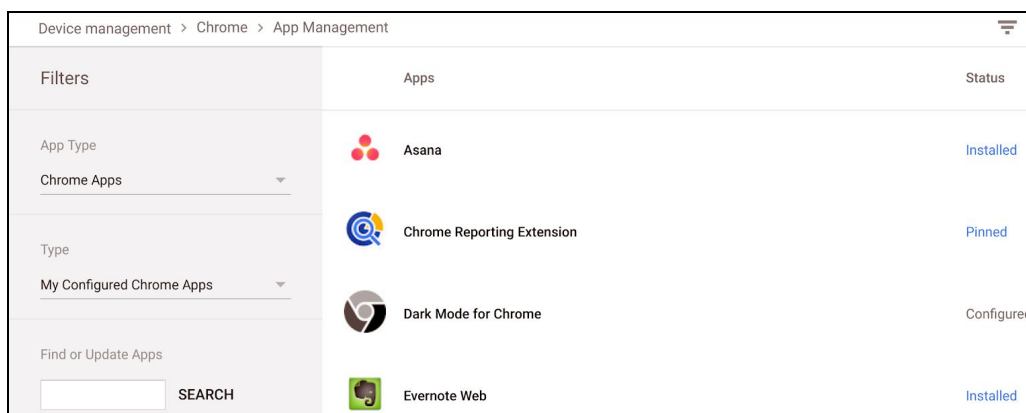 Device management > Chrome > App Management
Filters
App Type
Chrome Apps
Type
My Configured Chrome Apps
Find or Update Apps
SEARCH
Apps
Status
Asana
Installed
Chrome Reporting Extension
Pinned
Dark Mode for Chrome
Configured
Evernote Web
Installed